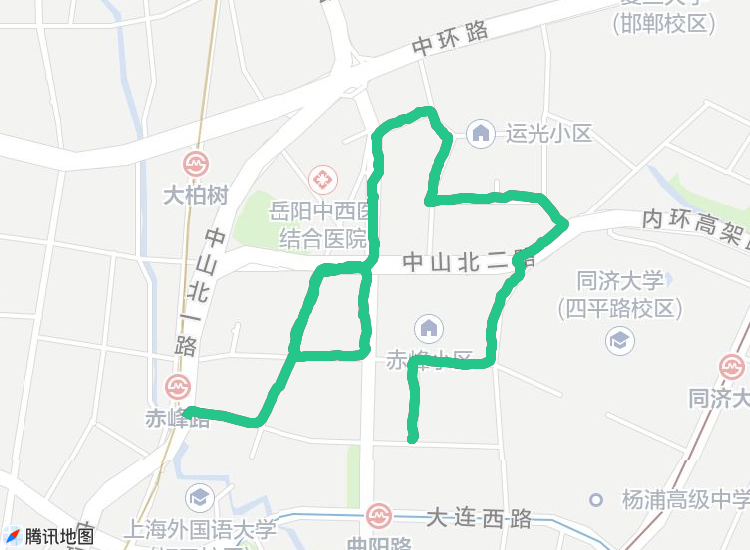 (邯郸校区)
中环路
运光小区
大柏树
岳阳中西医
结合医院
内环高架路
中山北二路
中山北一路
同济大学
(四平路校区)
赤峰小区
同济大
赤峰路
杨浦高级中学
大连西路
上海外国语大学
曲阳路
腾讯地图